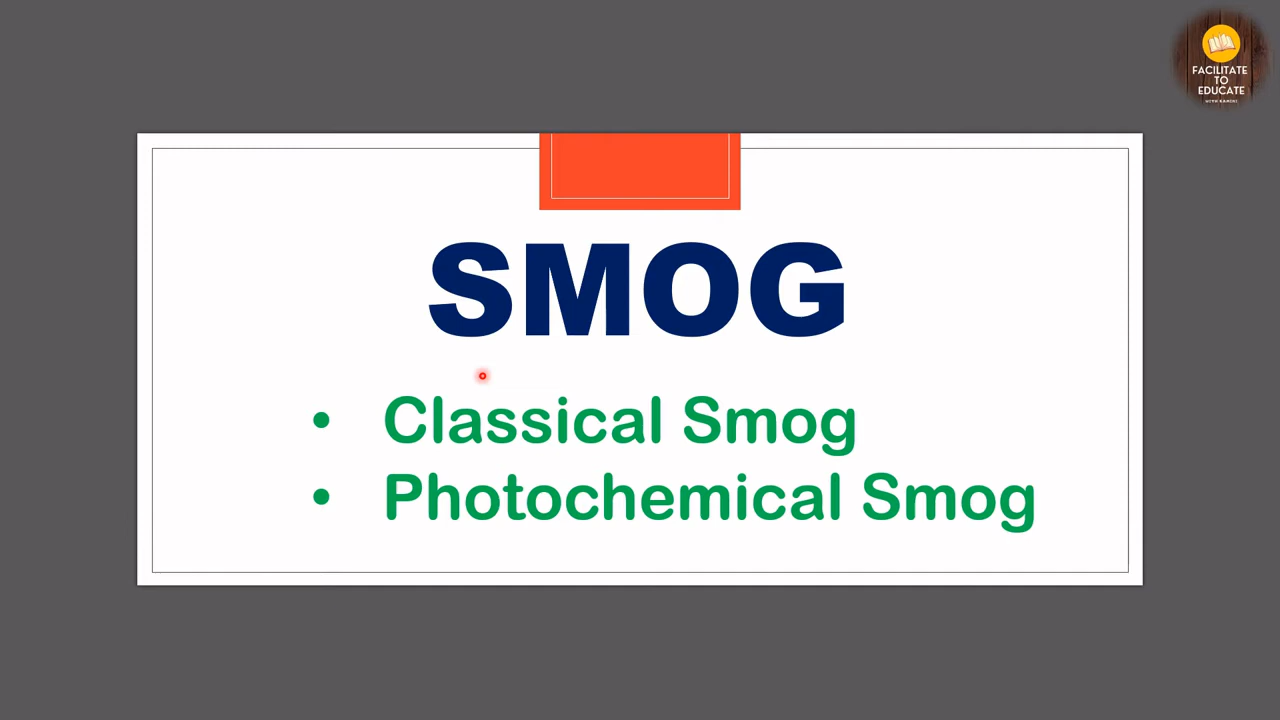 FACILITATE
TO
EDUCATE
SMOG
• Classical Smog
• Photochemical Smog